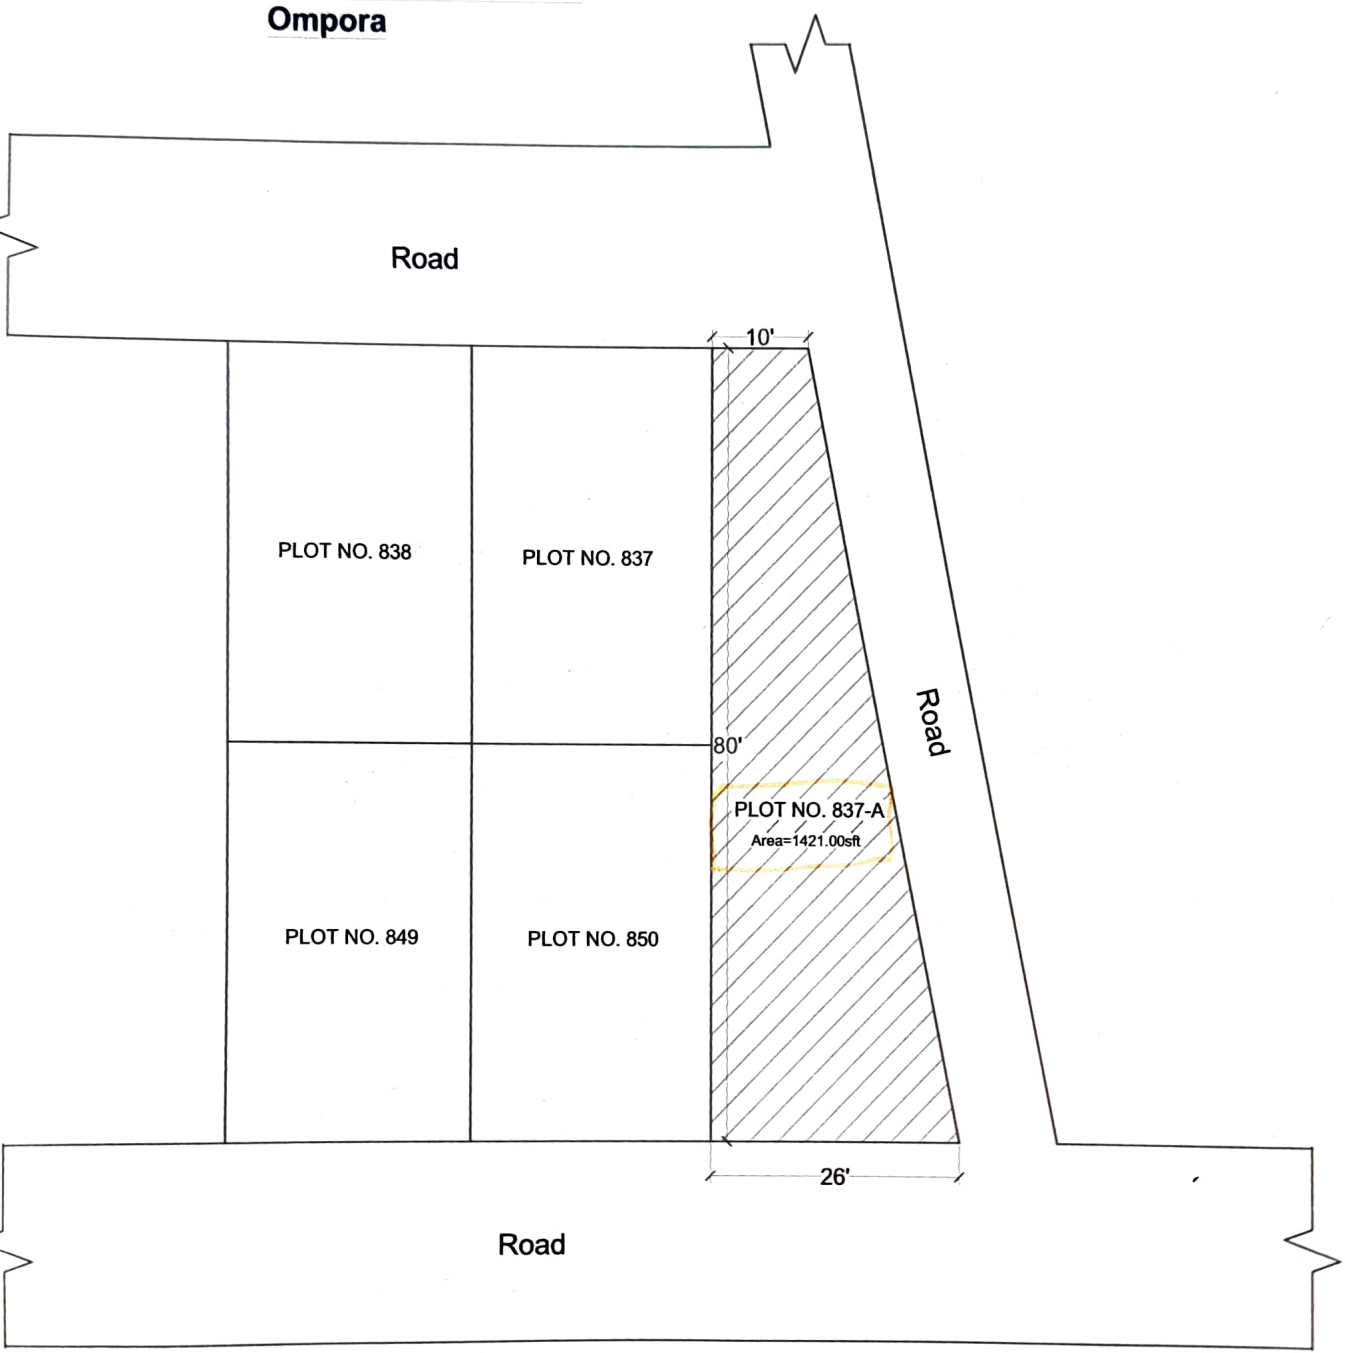 Ompora
Road
10'
PLOT NO. 838
PLOT NO. 837
Road
80'
PLOT NO. 837-A
Area=1421.00sft
PLOT NO. 849
PLOT NO. 850
26'
Road